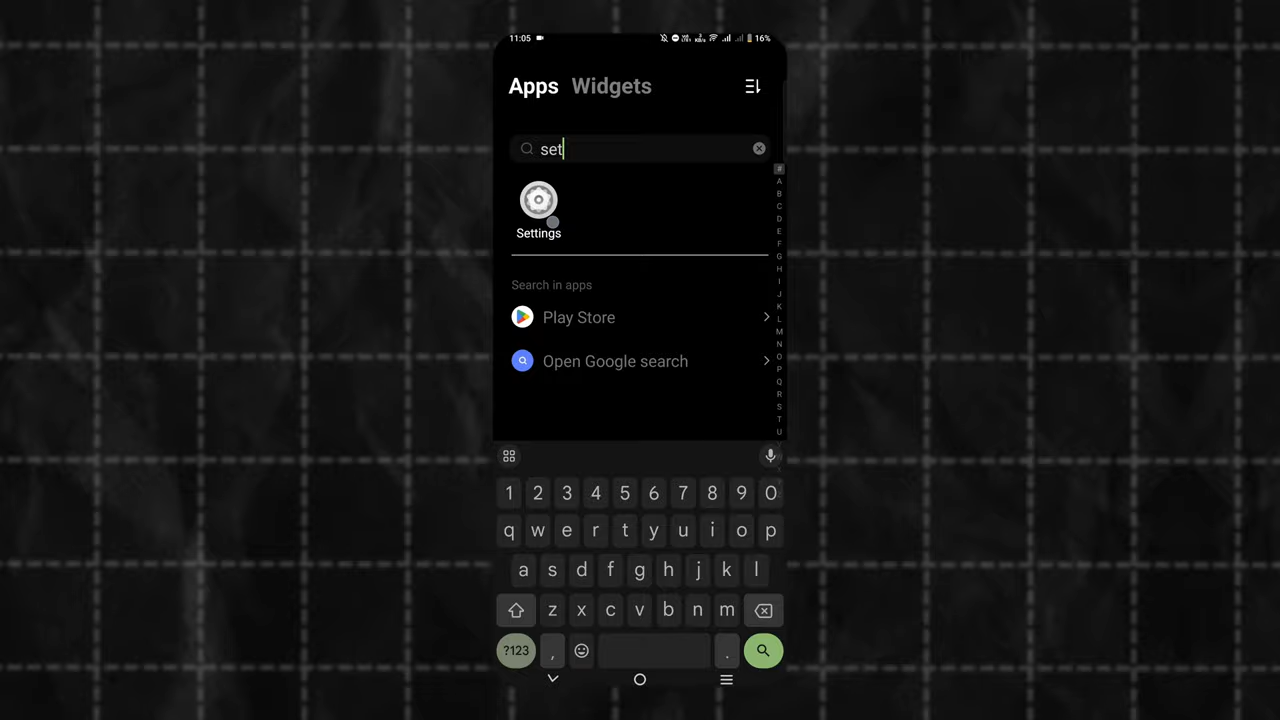 11:05 16%
Apps Widgets
set
Settings
Search in apps
Play Store
Open Google search
#
A
B
C
D
E
F
G
H
I
J
K
L
M
N
O
P
Q
R
S
T
U
1 2 3 4 5 6 7 8 9 0
q w e r t y u i o p
a s d f g h j k l
z x c v b n m
?123 , .